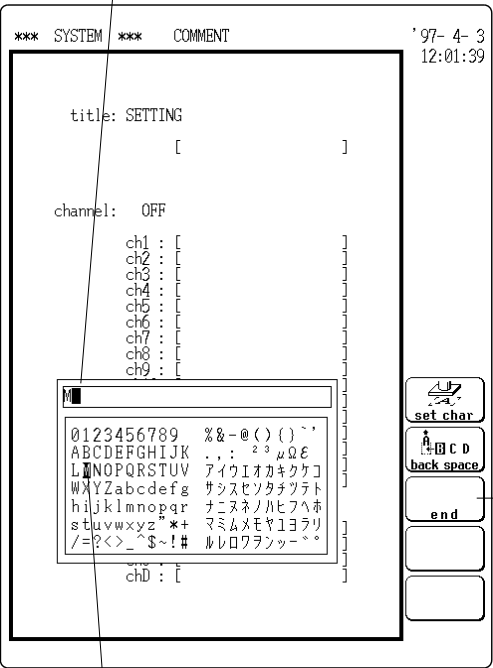 *** SYSTEM *** COMMENT
'97- 4- 3
12:01:39
title: SETTING
[ ]
channel: OFF
ch1 : [ ]
ch2 : [ ]
ch3 : [ ]
ch4 : [ ]
ch5 : [ ]
ch6 : [ ]
ch7 : [ ]
ch8 : [ ]
ch9 : [ ]
M
0123456789 %&-@(){}`'
ABCDEFGHIJK .,: ²³μΩε
LMNOPQRSTUV アイウエオカキクケコ
WXYZabcdefg サシスセソタチツテト
hijklmnopqr ナニヌネノハヒフヘホ
stuvwxyz"*+ マミムメモヤユヨラリ
/=?<>_^$~!# ルレロワヲンッー゛゜
chD : [ ]
set char
A
B C D
back space
end